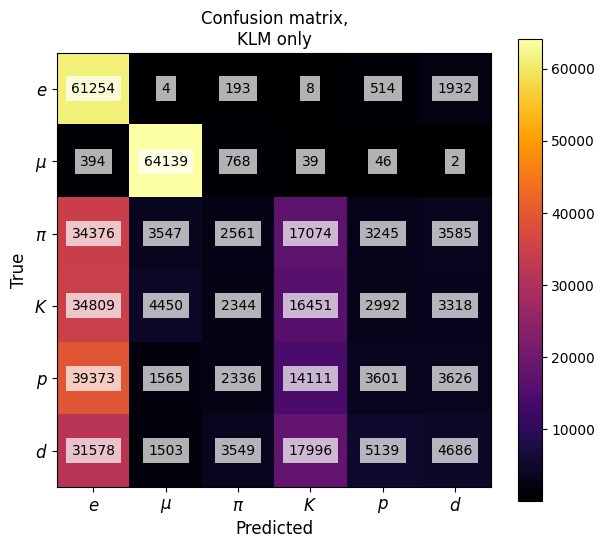 Confusion matrix,
KLM only
e 61254 4 193 8 514 1932
μ 394 64139 768 39 46 2
π 34376 3547 2561 17074 3245 3585
K 34809 4450 2344 16451 2992 3318
p 39373 1565 2336 14111 3601 3626
d 31578 1503 3549 17996 5139 4686
e μ π K p d
Predicted
True
60000
50000
40000
30000
20000
10000